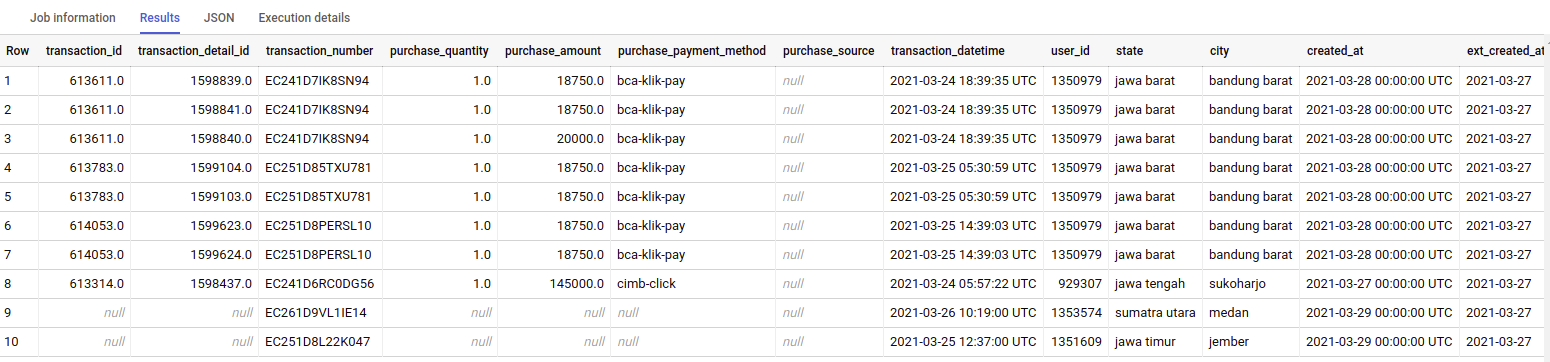 Job information Results JSON Execution details
Row transaction_id transaction_detail_id transaction_number purchase_quantity purchase_amount purchase_payment_method purchase_source transaction_datetime user_id state city created_at ext_created_at
1 613611.0 1598839.0 EC241D7IK8SN94 1.0 18750.0 bca-klik-pay null 2021-03-24 18:39:35 UTC 1350979 jawa barat bandung barat 2021-03-28 00:00:00 UTC 2021-03-27
2 613611.0 1598841.0 EC241D7IK8SN94 1.0 18750.0 bca-klik-pay null 2021-03-24 18:39:35 UTC 1350979 jawa barat bandung barat 2021-03-28 00:00:00 UTC 2021-03-27
3 613611.0 1598840.0 EC241D7IK8SN94 1.0 20000.0 bca-klik-pay null 2021-03-24 18:39:35 UTC 1350979 jawa barat bandung barat 2021-03-28 00:00:00 UTC 2021-03-27
4 613783.0 1599104.0 EC251D85TXU781 1.0 18750.0 bca-klik-pay null 2021-03-25 05:30:59 UTC 1350979 jawa barat bandung barat 2021-03-28 00:00:00 UTC 2021-03-27
5 613783.0 1599103.0 EC251D85TXU781 1.0 18750.0 bca-klik-pay null 2021-03-25 05:30:59 UTC 1350979 jawa barat bandung barat 2021-03-28 00:00:00 UTC 2021-03-27
6 614053.0 1599623.0 EC251D8PERSL10 1.0 18750.0 bca-klik-pay null 2021-03-25 14:39:03 UTC 1350979 jawa barat bandung barat 2021-03-28 00:00:00 UTC 2021-03-27
7 614053.0 1599624.0 EC251D8PERSL10 1.0 18750.0 bca-klik-pay null 2021-03-25 14:39:03 UTC 1350979 jawa barat bandung barat 2021-03-28 00:00:00 UTC 2021-03-27
8 613314.0 1598437.0 EC241D6RC0DG56 1.0 145000.0 cimb-click null 2021-03-24 05:57:22 UTC 929307 jawa tengah sukoharjo 2021-03-27 00:00:00 UTC 2021-03-27
9 null null EC261D9VL1IE14 null null null null 2021-03-26 10:19:00 UTC 1353574 sumatra utara medan 2021-03-29 00:00:00 UTC 2021-03-27
10 null null EC251D8L22K047 null null null null 2021-03-25 12:37:00 UTC 1351609 jawa timur jember 2021-03-29 00:00:00 UTC 2021-03-27